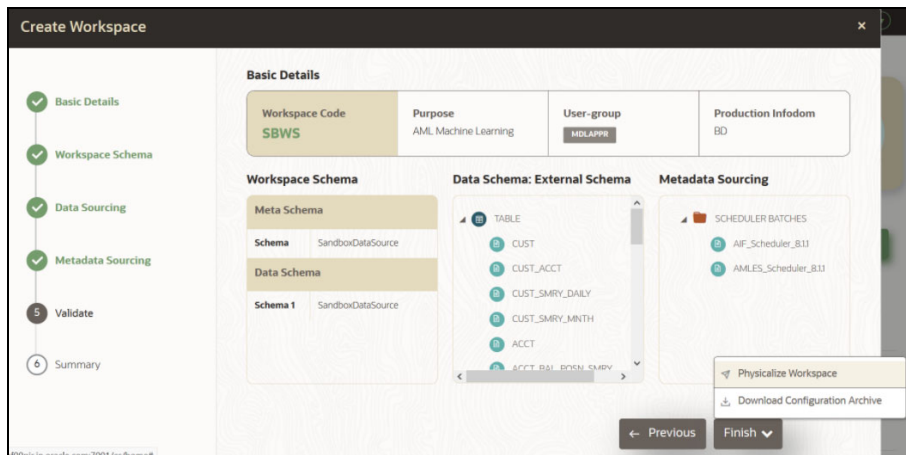 Create Workspace
×
Basic Details
Workspace Schema
Data Sourcing
Metadata Sourcing
5 Validate
6 Summary
Basic Details
Workspace Code
SBWS
Purpose
AML Machine Learning
User-group
MDLAPPR
Production Infodom
BD
Workspace Schema
Meta Schema
Schema SandboxDataSource
Data Schema
Schema 1 SandboxDataSource
Data Schema: External Schema
TABLE
CUST
CUST_ACCT
CUST_SMRY_DAILY
CUST_SMRY_MNTH
ACCT
ACCT_BAL_POSN_SMRY
Metadata Sourcing
SCHEDULER BATCHES
AIF_Scheduler_8.1.1
AMLES_Scheduler_8.1.1
Physicalize Workspace
Download Configuration Archive
← Previous
Finish